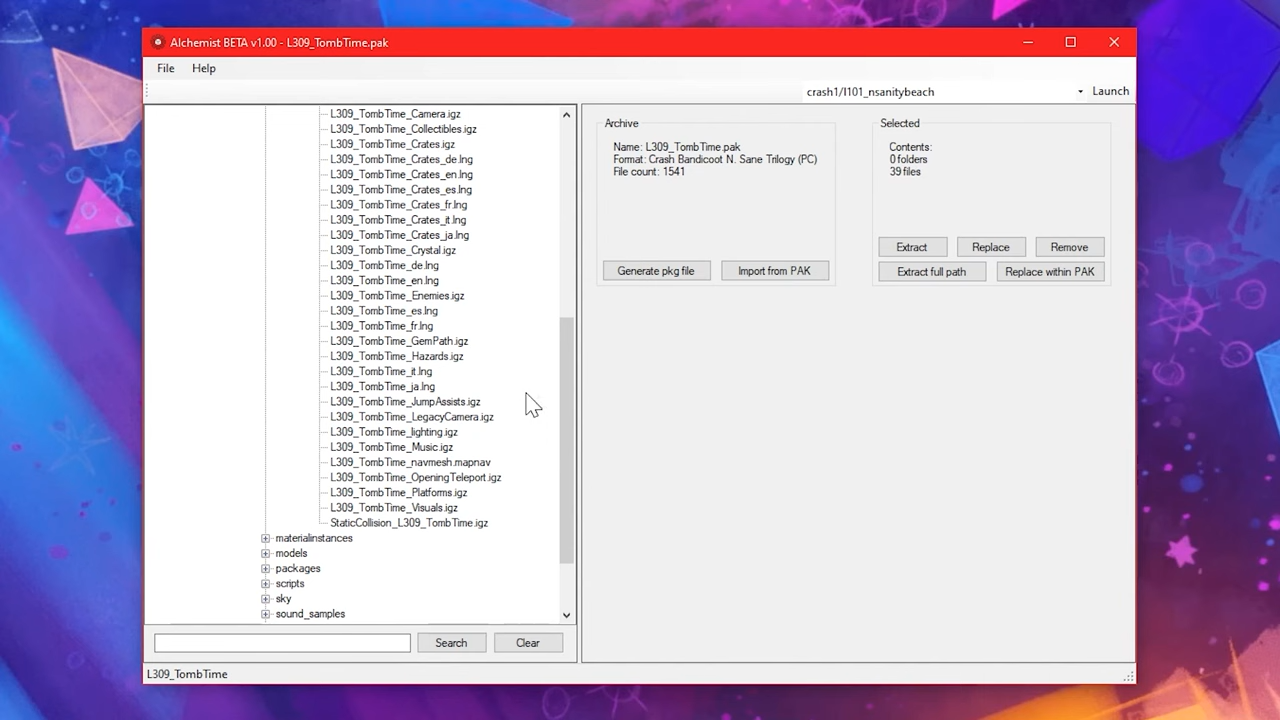 Alchemist BETA v1.00 - L309_TombTime.pak
File Help
crash1/l101_nsanitybeach Launch
L309_TombTime_Camera.igz
L309_TombTime_Collectibles.igz
L309_TombTime_Crates.igz
L309_TombTime_Crates_de.lng
L309_TombTime_Crates_en.lng
L309_TombTime_Crates_es.lng
L309_TombTime_Crates_fr.lng
L309_TombTime_Crates_it.lng
L309_TombTime_Crates_ja.lng
L309_TombTime_Crystal.igz
L309_TombTime_de.lng
L309_TombTime_en.lng
L309_TombTime_Enemies.igz
L309_TombTime_es.lng
L309_TombTime_fr.lng
L309_TombTime_GemPath.igz
L309_TombTime_Hazards.igz
L309_TombTime_it.lng
L309_TombTime_ja.lng
L309_TombTime_JumpAssists.igz
L309_TombTime_LegacyCamera.igz
L309_TombTime_lighting.igz
L309_TombTime_Music.igz
L309_TombTime_navmesh.mapnav
L309_TombTime_OpeningTeleport.igz
L309_TombTime_Platforms.igz
L309_TombTime_Visuals.igz
StaticCollision_L309_TombTime.igz
materialinstances
models
packages
scripts
sky
sound_samples
Search Clear
L309_TombTime
Archive
Name: L309_TombTime.pak
Format: Crash Bandicoot N. Sane Trilogy (PC)
File count: 1541
Generate pkg file Import from PAK
Selected
Contents:
0 folders
39 files
Extract Replace Remove
Extract full path Replace within PAK